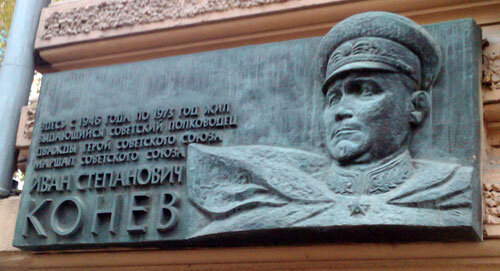 ЗДЕСЬ С 1946 ГОДА ПО 1973 ГОД ЖИЛ
ВЫДАЮЩИЙСЯ СОВЕТСКИЙ ПОЛКОВОДЕЦ
ДВАЖДЫ ГЕРОЙ СОВЕТСКОГО СОЮЗА
МАРШАЛ СОВЕТСКОГО СОЮЗА
ИВАН СТЕПАНОВИЧ
КОНЕВ